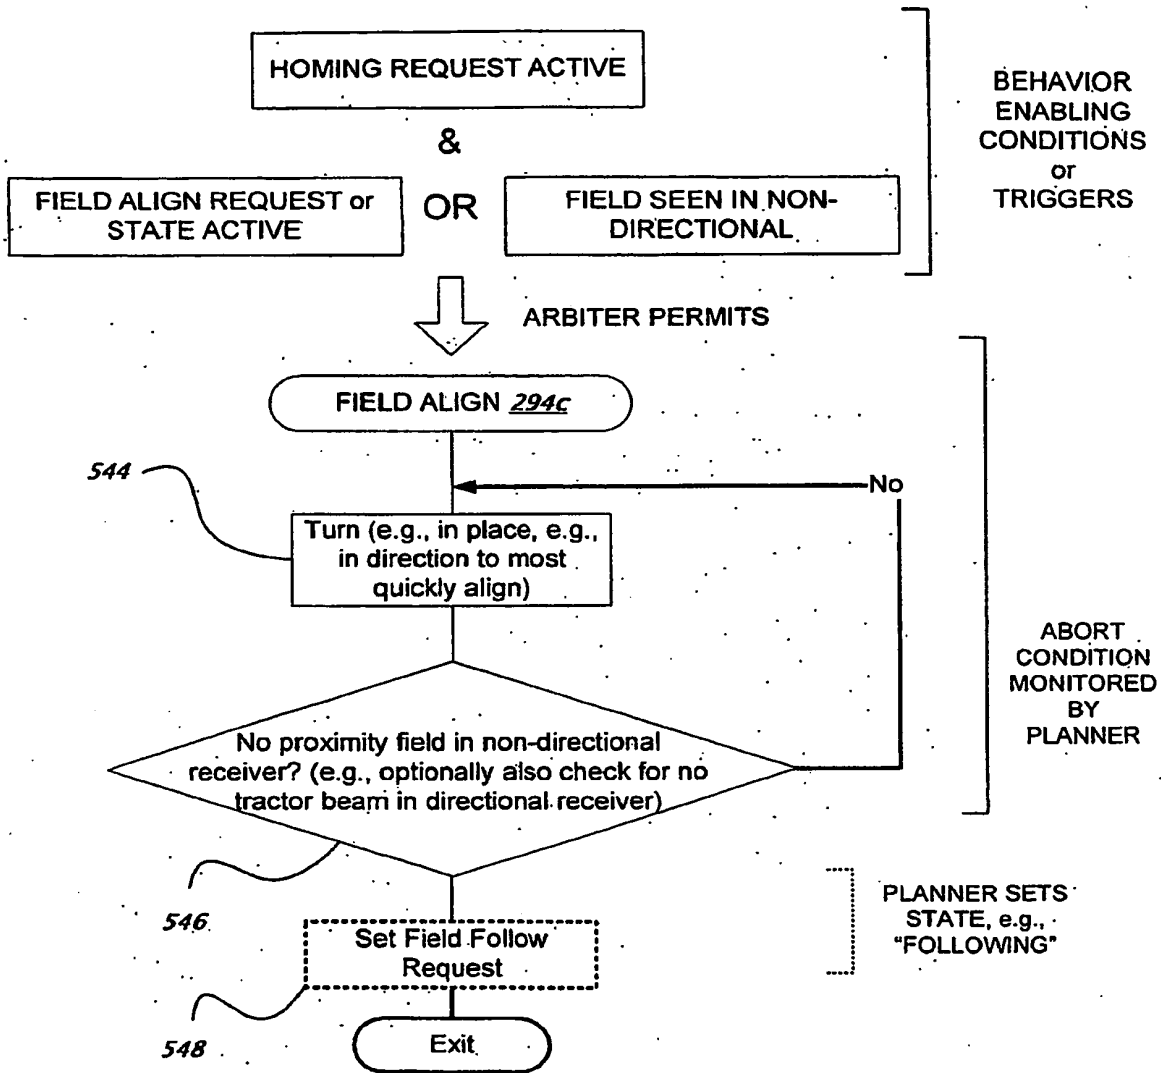 HOMING REQUEST ACTIVE
&
FIELD ALIGN REQUEST or
STATE ACTIVE
OR
FIELD SEEN IN NON-
DIRECTIONAL
BEHAVIOR
ENABLING
CONDITIONS
or
TRIGGERS
ARBITER PERMITS
FIELD ALIGN 294c
544
No
Turn (e.g., in place, e.g.,
in direction to most
quickly align)
ABORT
CONDITION
MONITORED
BY
PLANNER
No proximity field in non-directional
receiver? (e.g., optionally also check for no
tractor beam in directional receiver)
546
Set Field Follow
Request
PLANNER SETS
STATE, e.g.,
"FOLLOWING"
548
Exit